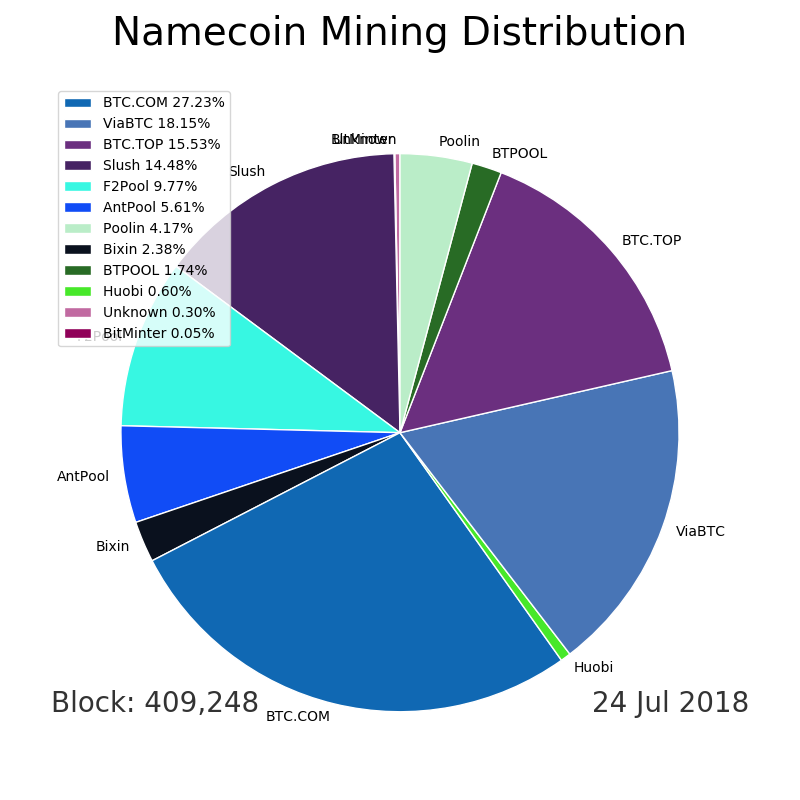 Namecoin Mining Distribution
BTC.COM 27.23%
ViaBTC 18.15%
BTC.TOP 15.53%
Slush 14.48%
F2Pool 9.77%
AntPool 5.61%
Poolin 4.17%
Bixin 2.38%
BTPOOL 1.74%
Huobi 0.60%
Unknown 0.30%
BitMinter 0.05%
BitMinter
Unknown
Poolin
BTPOOL
Slush
BTC.TOP
F2Pool
AntPool
ViaBTC
Bixin
Huobi
Block: 409,248
24 Jul 2018
BTC.COM